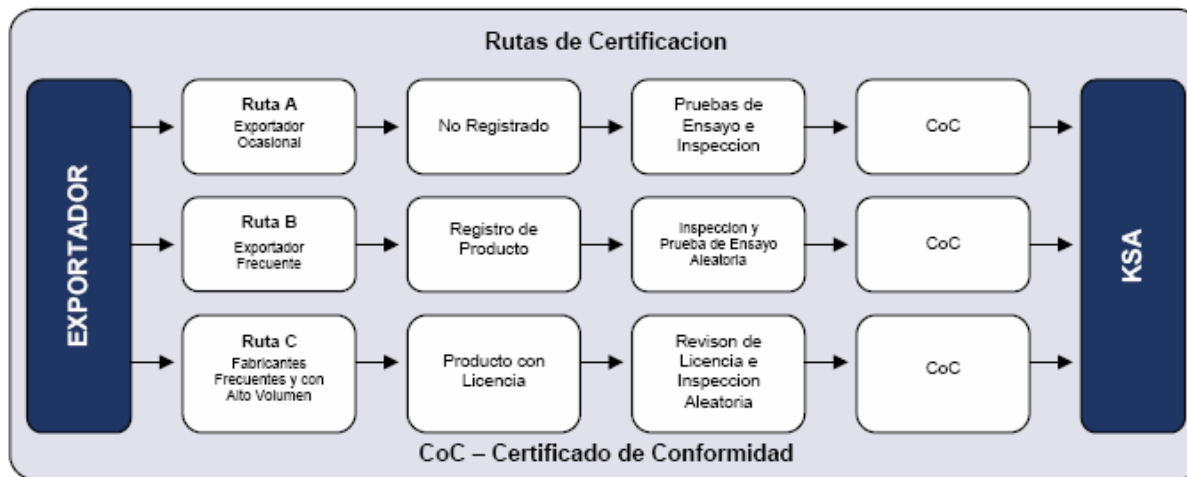 Rutas de Certificacion
EXPORTADOR
Ruta A
Exportador
Ocasional
No Registrado
Pruebas de
Ensayo e
Inspeccion
CoC
Ruta B
Exportador
Frecuente
Registro de
Producto
Inspeccion y
Prueba de Ensayo
Aleatoria
CoC
Ruta C
Fabricantes
Frecuentes y con
Alto Volumen
Producto con
Licencia
Revison de
Licencia e
Inspeccion
Aleatoria
CoC
KSA
CoC – Certificado de Conformidad